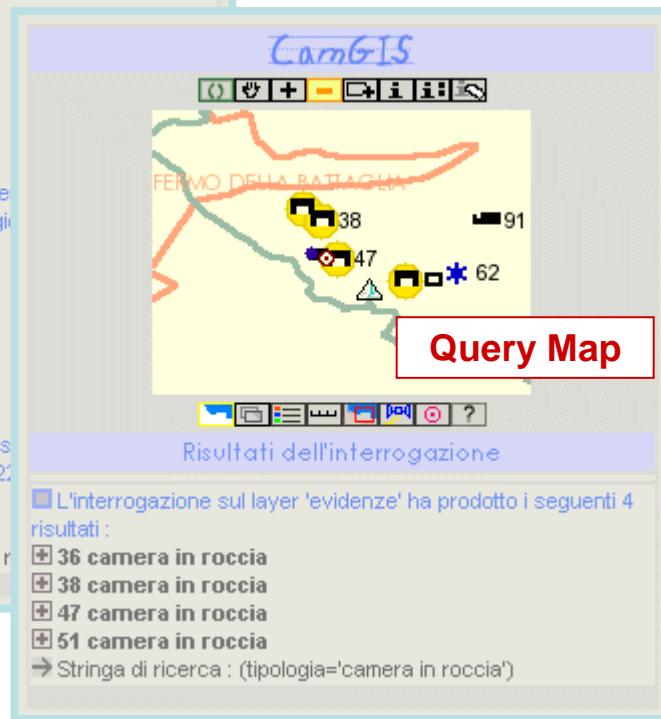 CamGIS
FERMO DELLA BATTAGLIA
38
91
47
62
Query Map
?
Risultati dell'interrogazione
L'interrogazione sul layer 'evidenze' ha prodotto i seguenti 4
risultati :
36 camera in roccia
38 camera in roccia
47 camera in roccia
51 camera in roccia
Stringa di ricerca : (tipologia='camera in roccia')